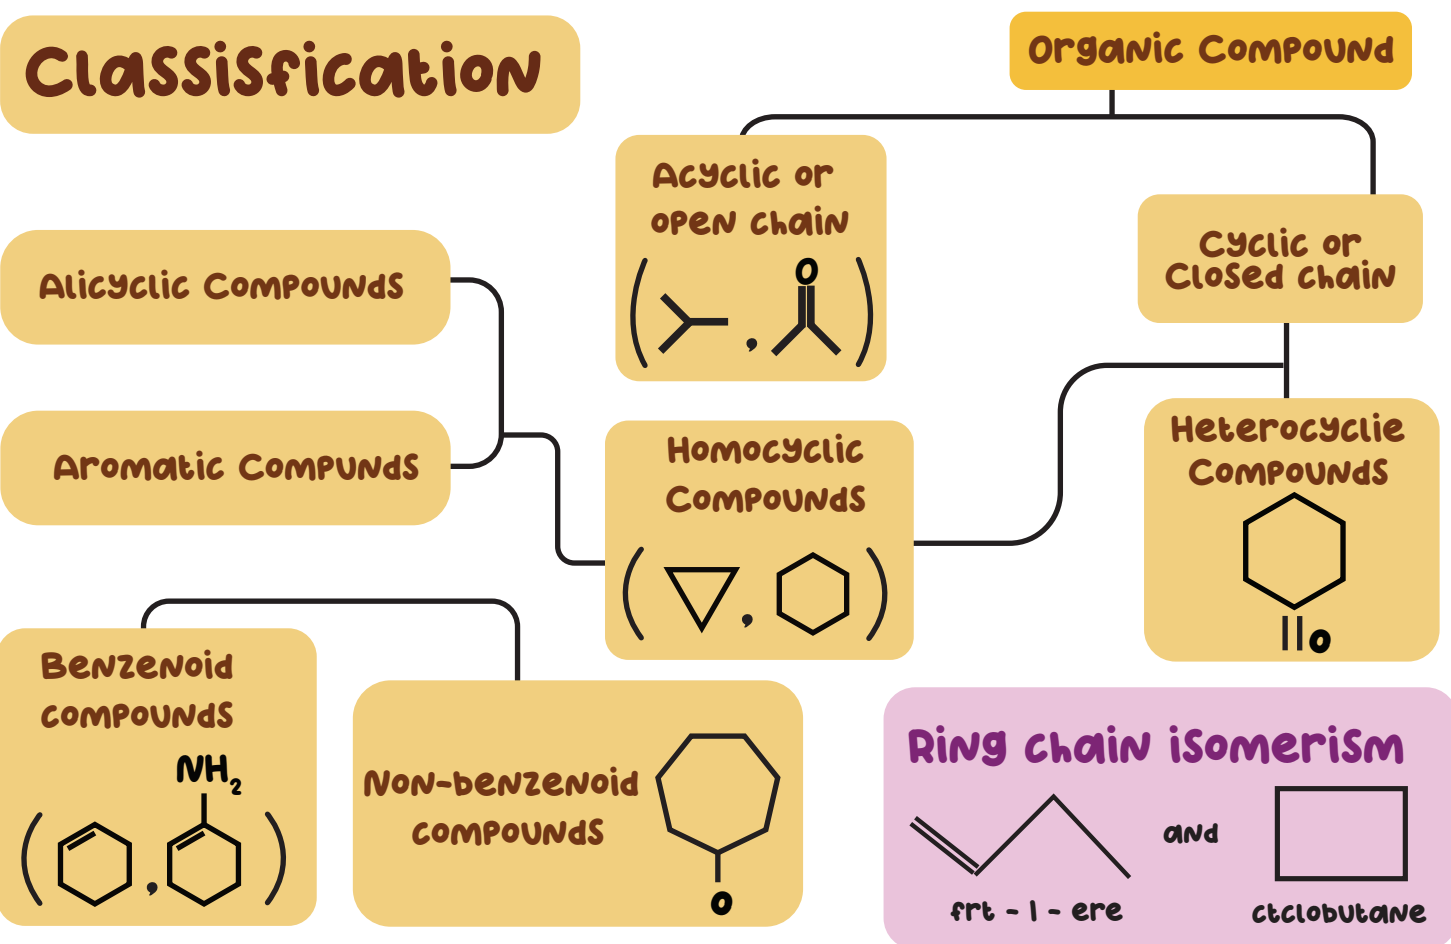 Classisfication
Organic Compound
Acyclic or
open chain
O
,
Cyclic or
Closed chain
Alicyclic Compounds
Aromatic Compunds
Homocyclic
Compounds
,
Heterocyclie
Compounds
O
Benzenoid
compounds
NH₂
,
Non-benzenoid
compounds
O
Ring chain isomerism
and
frt - 1 - ere
ctclobutane